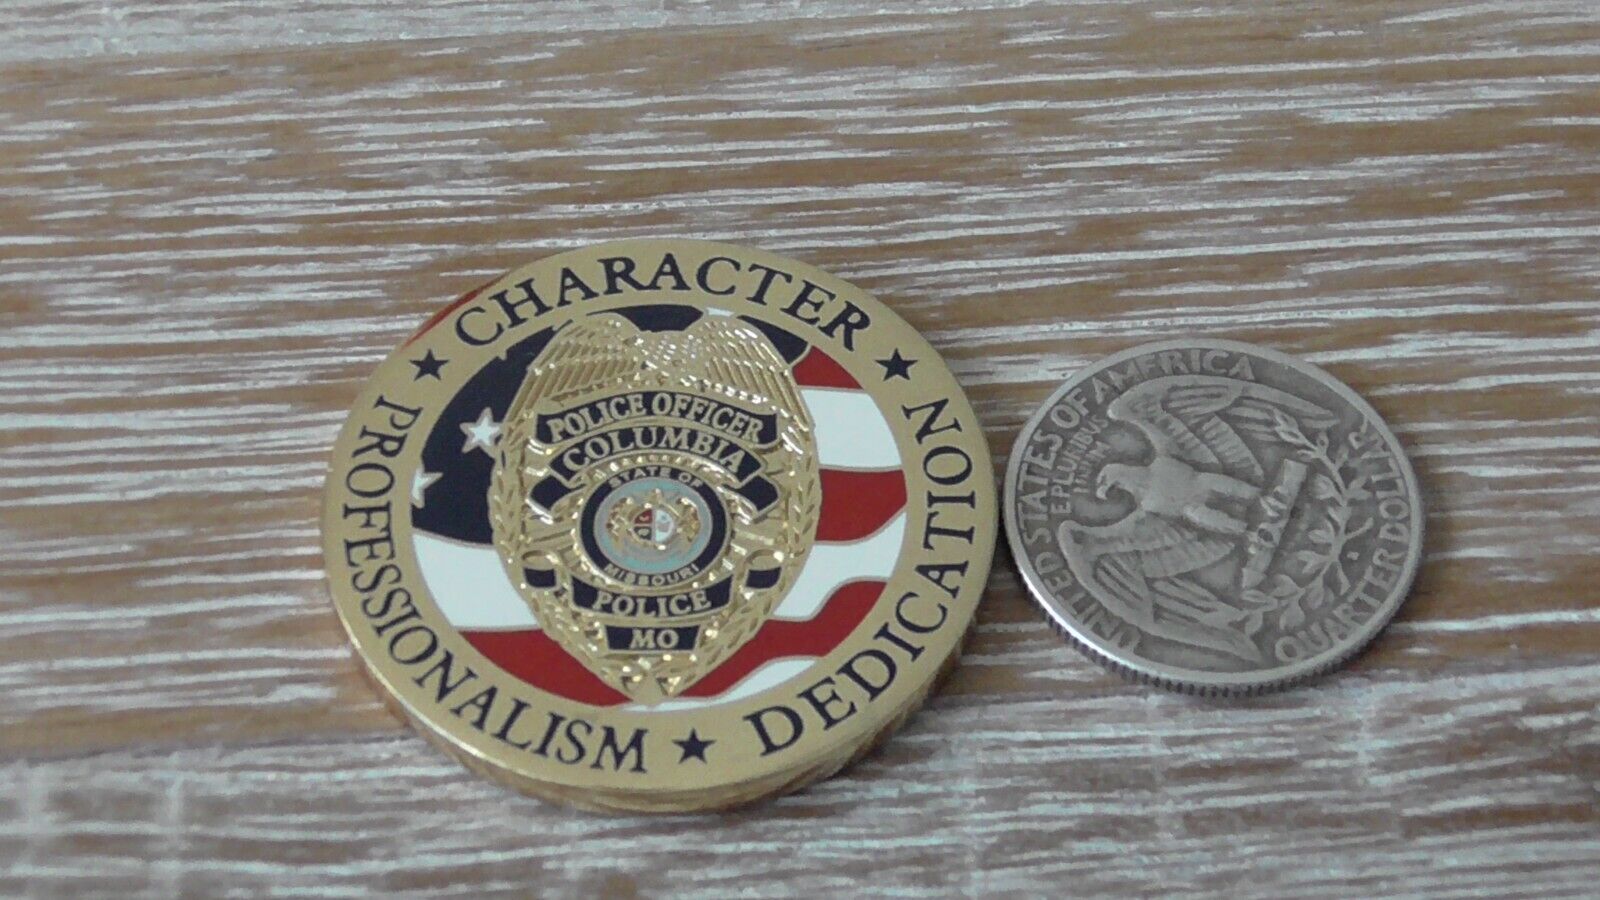 CHARACTER ★ DEDICATION ★ PROFESSIONALISM ★
POLICE OFFICER
COLUMBIA
STATE OF
MISSOURI
POLICE
MO
UNITED STATES OF AMERICA
E PLURIBUS
UNUM
QUARTER DOLLAR